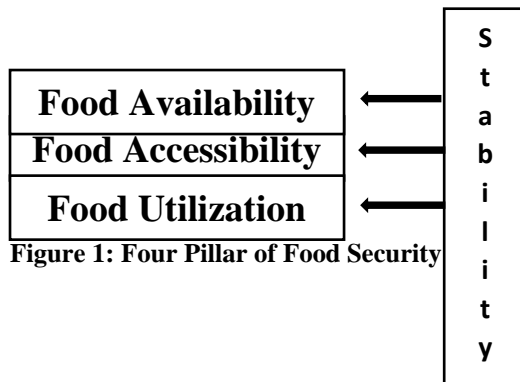 Food Availability
Food Accessibility
Food Utilization
Figure 1: Four Pillar of Food Security
S
t
a
b
i
l
i
t
y